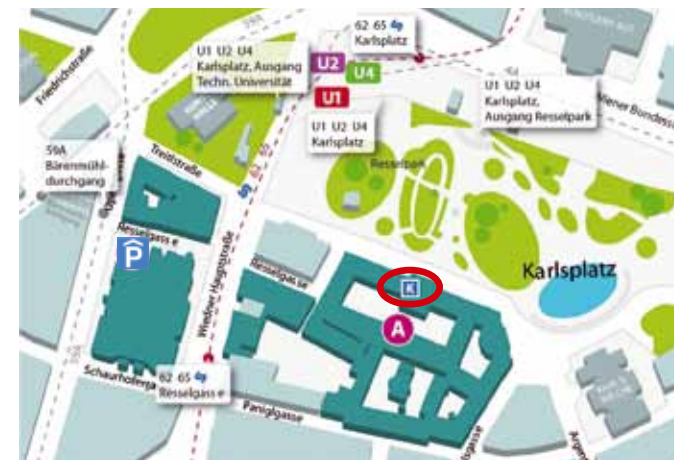 62 65
Karlsplatz
U1 U2 U4
Karlsplatz, Ausgang
Techn. Universität
U2
U4
U1
U1 U2 U4
Karlsplatz,
Ausgang Resselpark
U1 U2 U4
Karlsplatz
Friedrichstraße
59A
Bärenmühl-
durchgang
Treitlstraße
Resselpark
Wiedner Hauptstraße
Resselgasse
P
Resselgasse
K
Karlsplatz
A
62 65
Resselgasse
Schaurhoferga
Paniglgasse